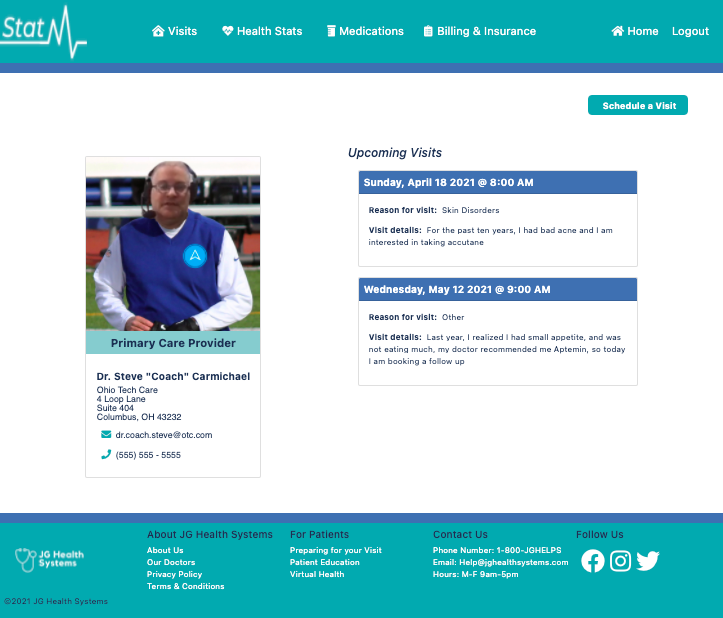 Stat
Visits
Health Stats
Medications
Billing & Insurance
Home
Logout
Schedule a Visit
Upcoming Visits
Sunday, April 18 2021 @ 8:00 AM
Reason for visit: Skin Disorders
Visit details: For the past ten years, I had bad acne and I am
interested in taking accutane
Wednesday, May 12 2021 @ 9:00 AM
Reason for visit: Other
Visit details: Last year, I realized I had small appetite, and was
not eating much, my doctor recommended me Aptemin, so today
I am booking a follow up
Primary Care Provider
Dr. Steve "Coach" Carmichael
Ohio Tech Care
4 Loop Lane
Suite 404
Columbus, OH 43232
dr.coach.steve@otc.com
(555) 555 - 5555
JG Health
Systems
©2021 JG Health Systems
About JG Health Systems
About Us
Our Doctors
Privacy Policy
Terms & Conditions
For Patients
Preparing for your Visit
Patient Education
Virtual Health
Contact Us
Phone Number: 1-800-JGHELPS
Email: Help@jghealthsystems.com
Hours: M-F 9am-5pm
Follow Us